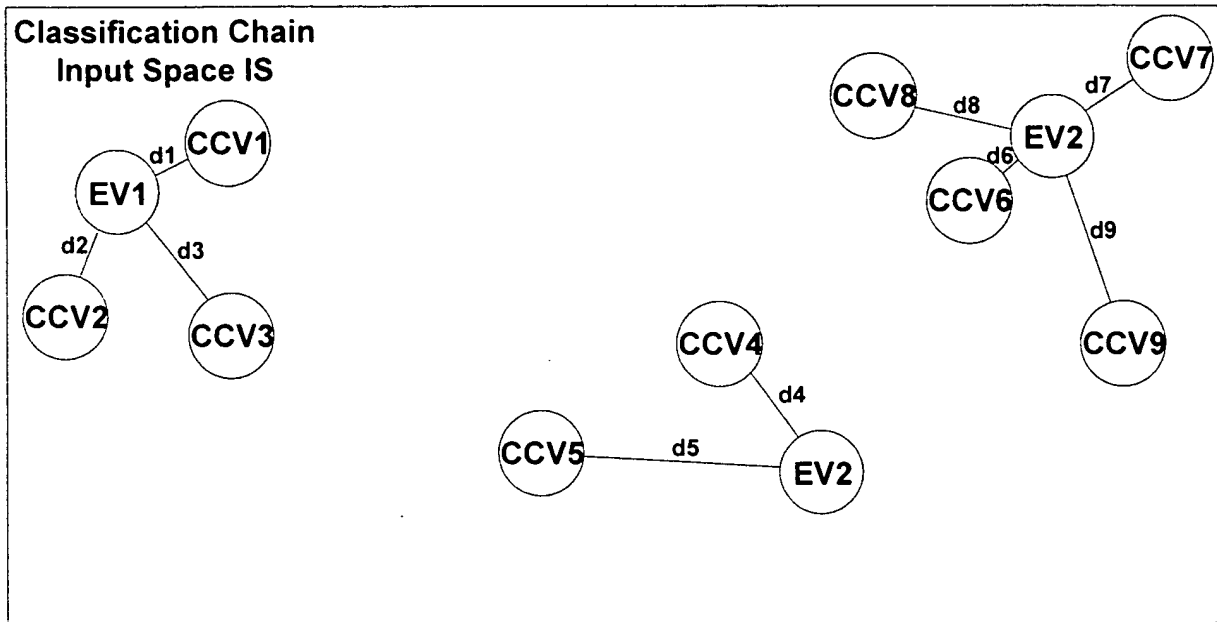 Classification Chain
Input Space IS
CCV1
d1
EV1
d2
d3
CCV2
CCV3
CCV7
CCV8
d7
d8
EV2
d6
CCV6
d9
CCV9
CCV4
d4
CCV5
d5
EV2